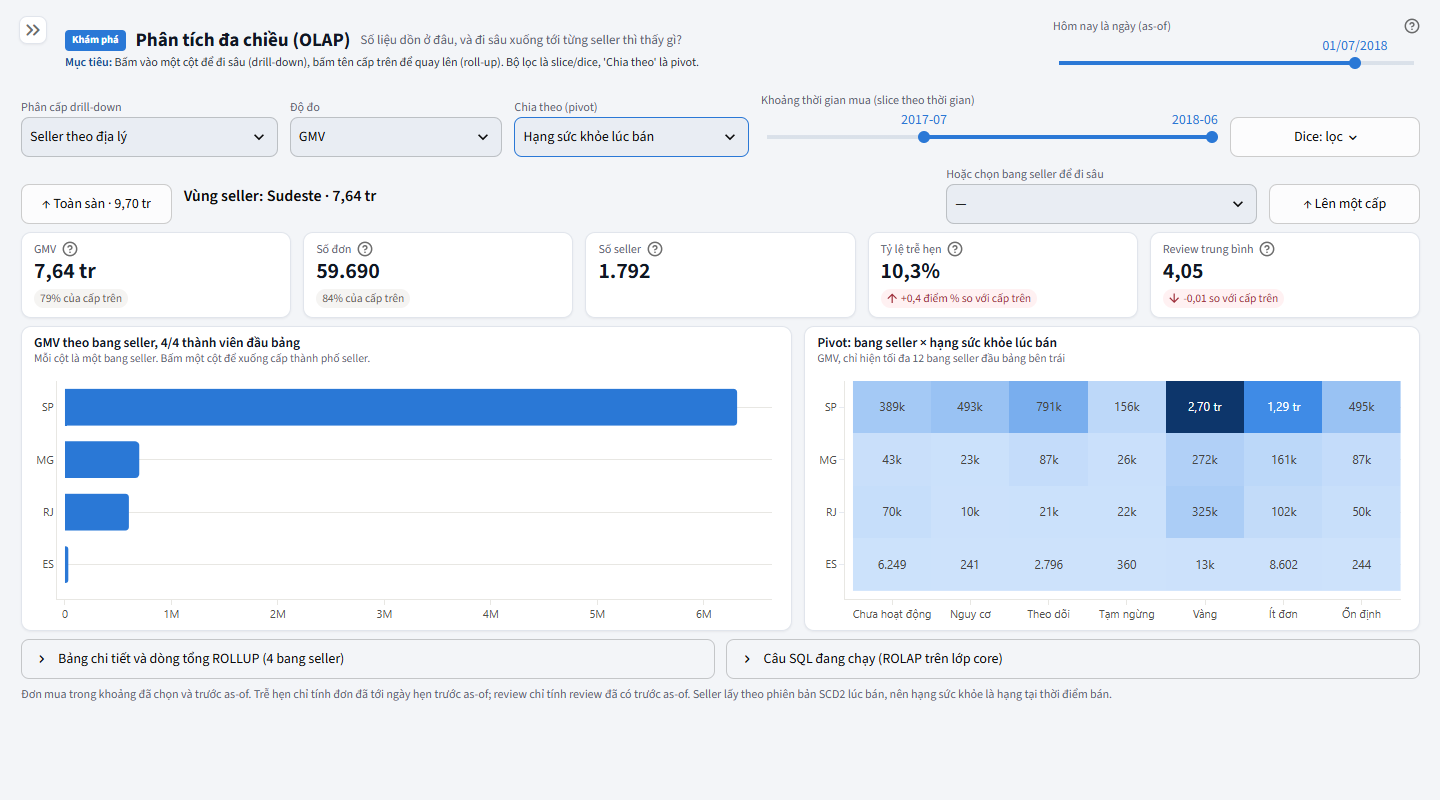 Khám phá Phân tích đa chiều (OLAP) Số liệu dồn ở đâu, và đi sâu xuống tới từng seller thì thấy gì?
Mục tiêu: Bấm vào một cột để đi sâu (drill-down), bấm tên cấp trên để quay lên (roll-up). Bộ lọc là slice/dice, 'Chia theo' là pivot.
Hôm nay là ngày (as-of)
01/07/2018
Phân cấp drill-down
Seller theo địa lý
Độ đo
GMV
Chia theo (pivot)
Hạng sức khỏe lúc bán
Khoảng thời gian mua (slice theo thời gian)
2017-07 2018-06
Dice: lọc
↑ Toàn sàn · 9,70 tr
Vùng seller: Sudeste · 7,64 tr
Hoặc chọn bang seller để đi sâu
—
↑ Lên một cấp
GMV
7,64 tr
79% của cấp trên
Số đơn
59.690
84% của cấp trên
Số seller
1.792
Tỷ lệ trễ hẹn
10,3%
↑ +0,4 điểm % so với cấp trên
Review trung bình
4,05
↓ -0,01 so với cấp trên
GMV theo bang seller, 4/4 thành viên đầu bảng
Mỗi cột là một bang seller. Bấm một cột để xuống cấp thành phố seller.
SP
MG
RJ
ES
0 1M 2M 3M 4M 5M 6M
Pivot: bang seller × hạng sức khỏe lúc bán
GMV, chỉ hiện tối đa 12 bang seller đầu bảng bên trái
SP 389k 493k 791k 156k 2,70 tr 1,29 tr 495k
MG 43k 23k 87k 26k 272k 161k 87k
RJ 70k 10k 21k 22k 325k 102k 50k
ES 6.249 241 2.796 360 13k 8.602 244
Chưa hoạt động Nguy cơ Theo dõi Tạm ngừng Vàng Ít đơn Ổn định
Bảng chi tiết và dòng tổng ROLLUP (4 bang seller)
Câu SQL đang chạy (ROLAP trên lớp core)
Đơn mua trong khoảng đã chọn và trước as-of. Trễ hẹn chỉ tính đơn đã tới ngày hẹn trước as-of; review chỉ tính review đã có trước as-of. Seller lấy theo phiên bản SCD2 lúc bán, nên hạng sức khỏe là hạng tại thời điểm bán.